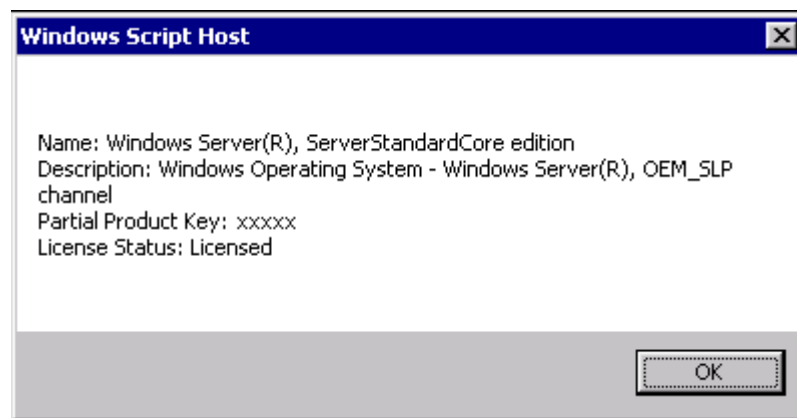 Windows Script Host
Name: Windows Server(R), ServerStandardCore edition
Description: Windows Operating System - Windows Server(R), OEM_SLP
channel
Partial Product Key: xxxxx
License Status: Licensed
OK